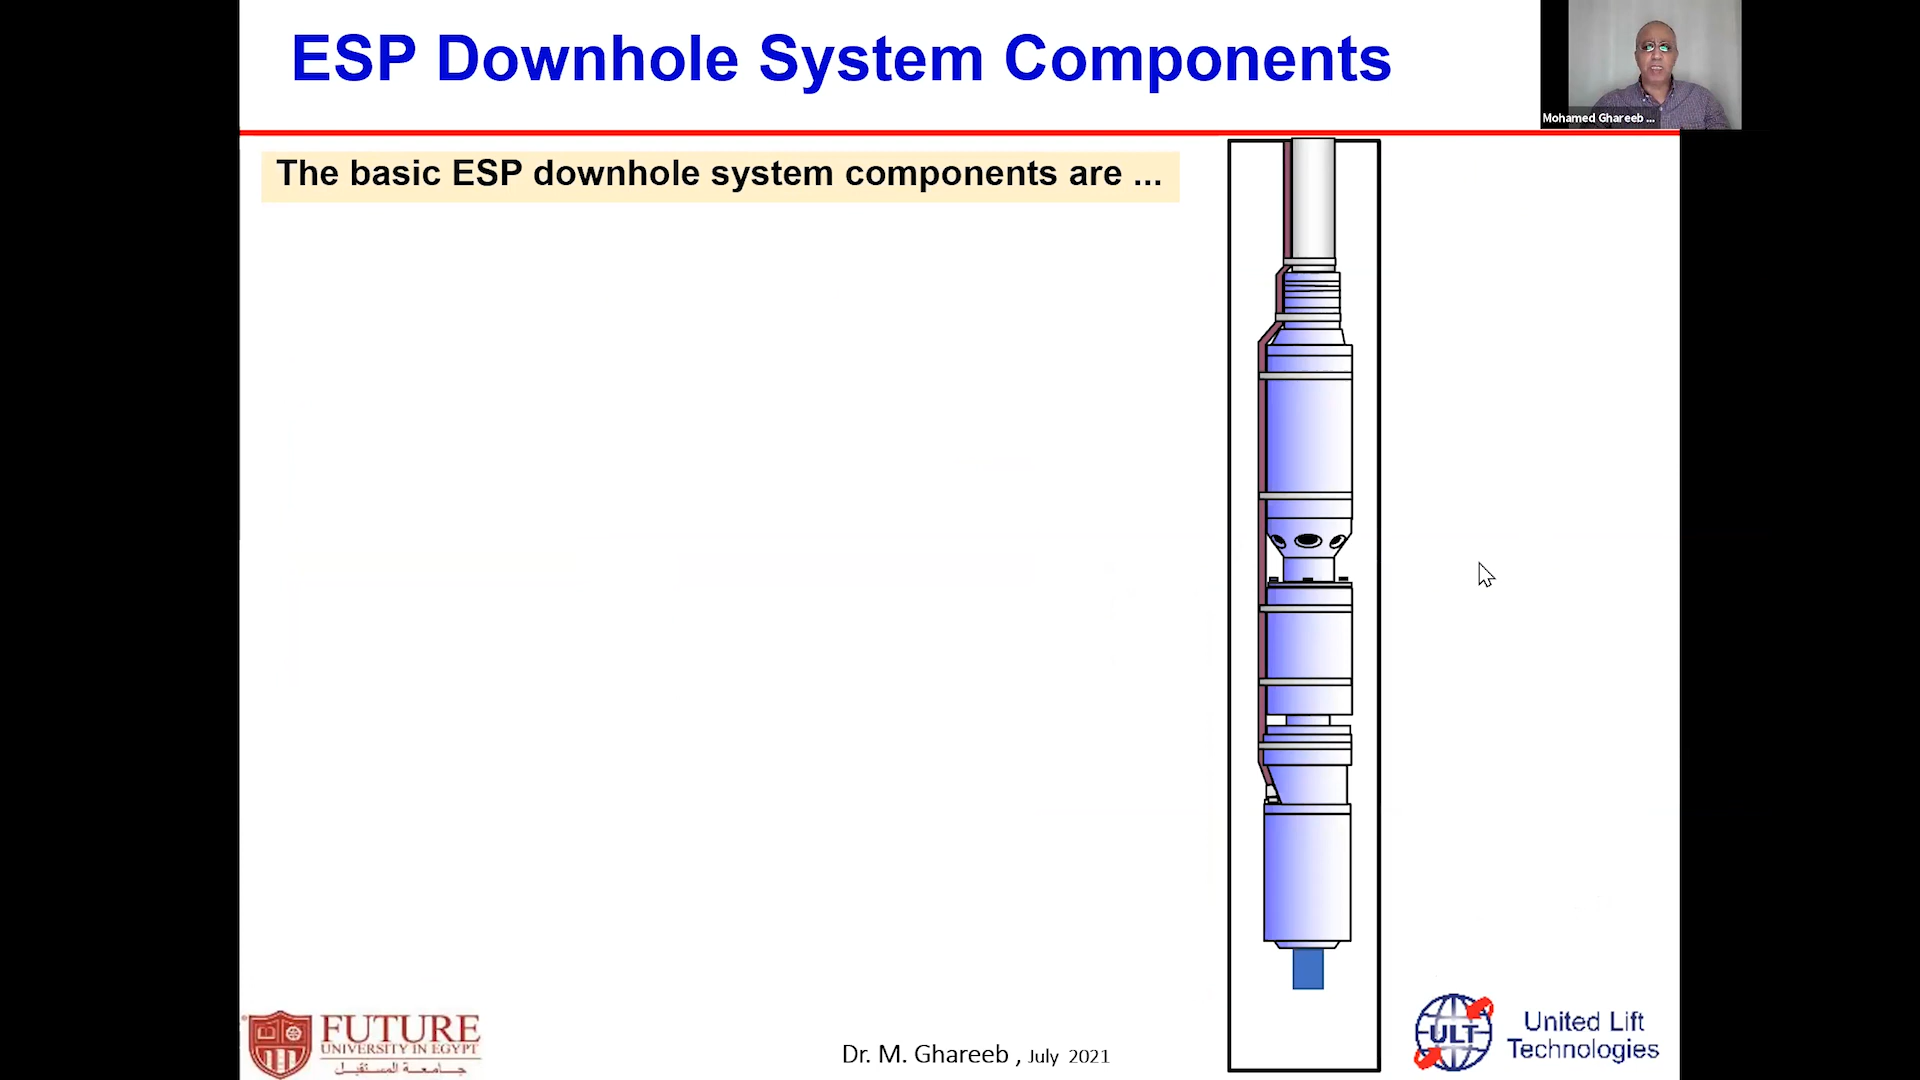 ESP Downhole System Components
Mohamed Ghareeb ...
The basic ESP downhole system components are ...
FUTURE
UNIVERSITY IN EGYPT
جامعة المستقبل
Dr. M. Ghareeb , July 2021
ULT
United Lift
Technologies